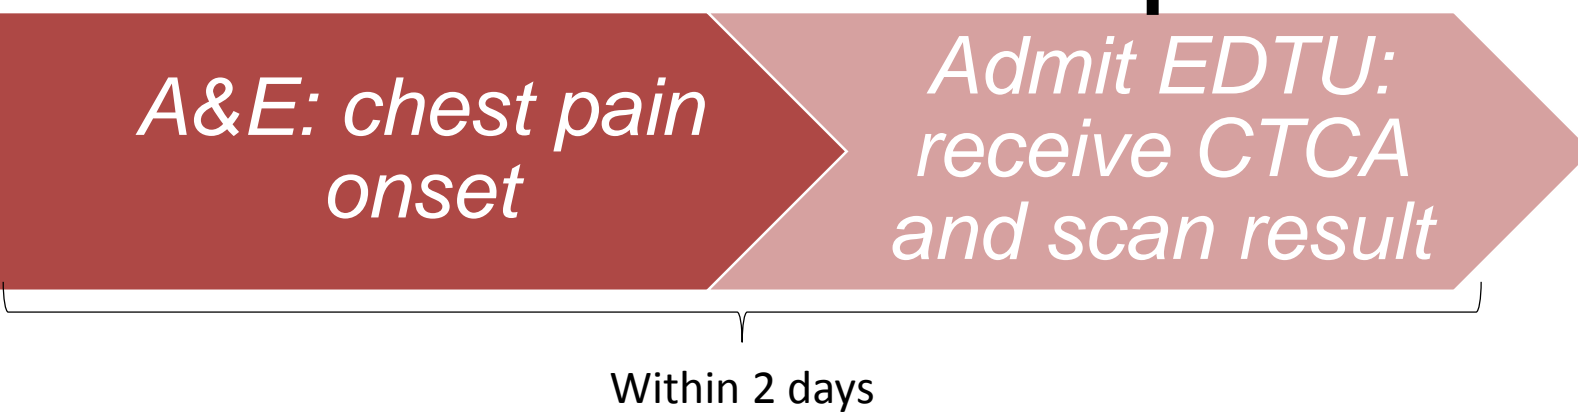 A&E: chest pain
onset
Admit EDTU:
receive CTCA
and scan result
Within 2 days